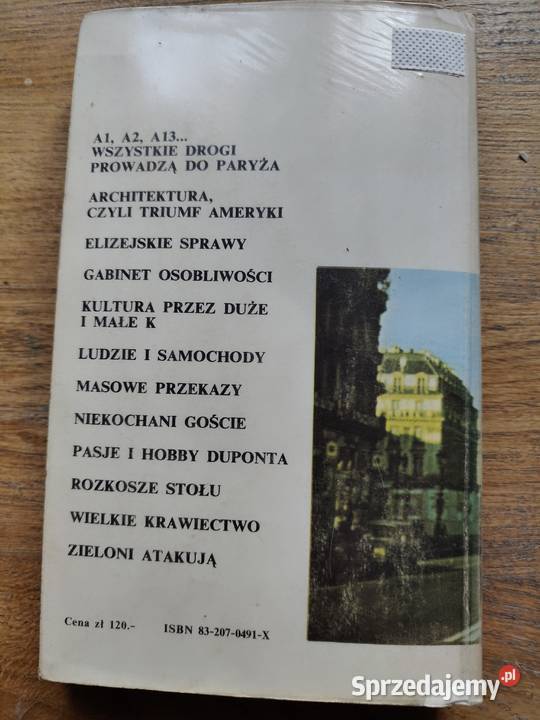 A1, A2, A13...
WSZYSTKIE DROGI
PROWADZĄ DO PARYŻA
ARCHITEKTURA,
CZYLI TRIUMF AMERYKI
ELIZEJSKIE SPRAWY
GABINET OSOBLIWOŚCI
KULTURA PRZEZ DUŻE
I MAŁE K
LUDZIE I SAMOCHODY
MASOWE PRZEKAZY
NIEKOCHANI GOŚCIE
PASJE I HOBBY DUPONTA
ROZKOSZE STOŁU
WIELKIE KRAWIECTWO
ZIELONI ATAKUJĄ
Cena zł 120.- ISBN 83-207-0491-X
Sprzedajemy.pl